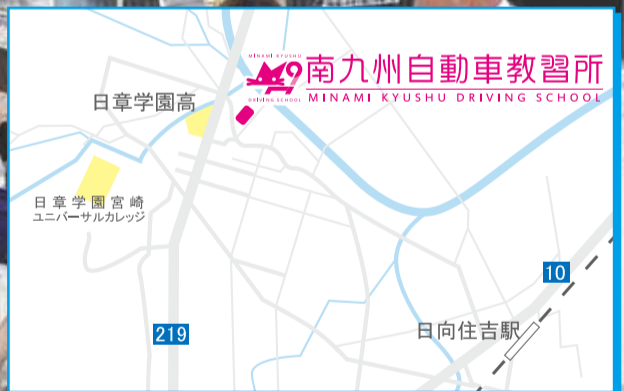 MINAMI KYUSHU
南九州自動車教習所
DRIVING SCHOOL
MINAMI KYUSHU DRIVING SCHOOL
日章学園高
日章学園宮崎
ユニバーサルカレッジ
10
219
日向住吉駅